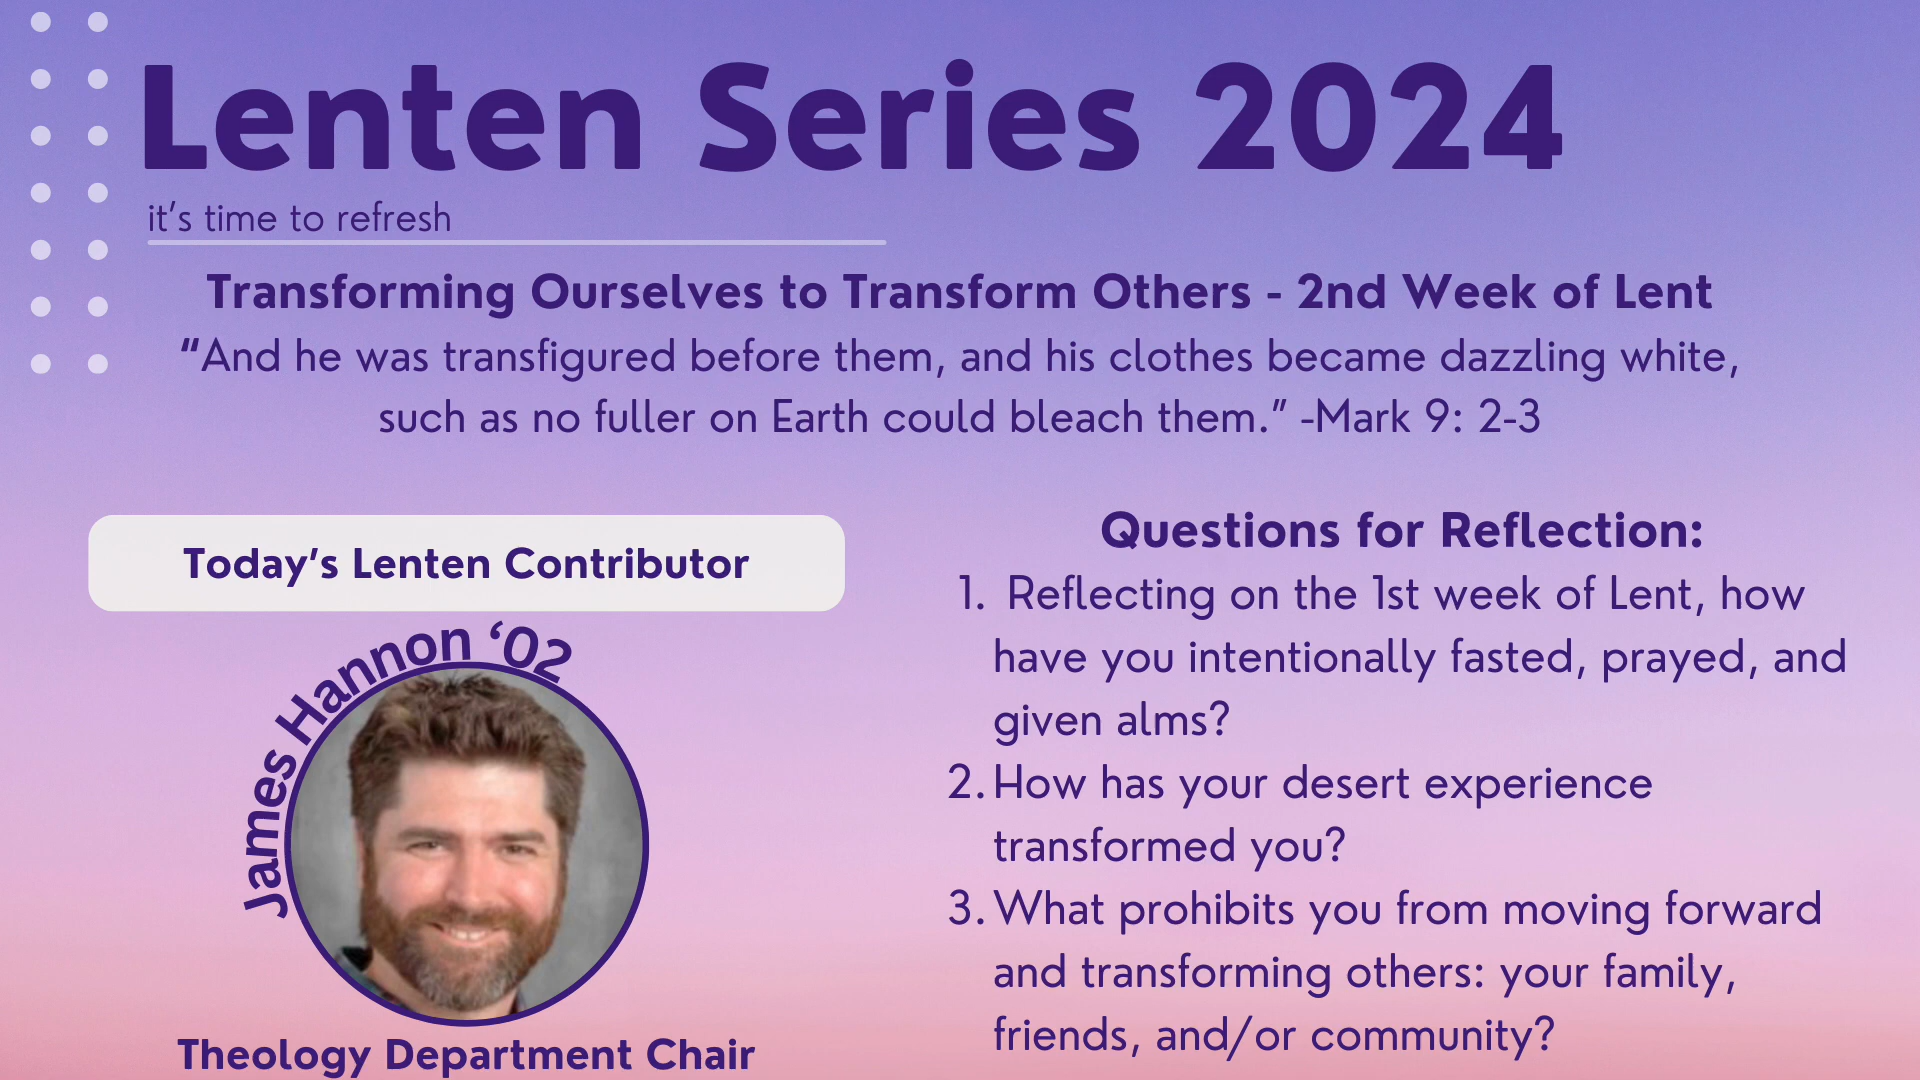 Lenten Series 2024
it's time to refresh
Transforming Ourselves to Transform Others - 2nd Week of Lent
"And he was transfigured before them, and his clothes became dazzling white,
such as no fuller on Earth could bleach them." -Mark 9: 2-3
Today's Lenten Contributor
James Hannon ‘02
Theology Department Chair
Questions for Reflection:
1. Reflecting on the 1st week of Lent, how
have you intentionally fasted, prayed, and
given alms?
2. How has your desert experience
transformed you?
3. What prohibits you from moving forward
and transforming others: your family,
friends, and/or community?